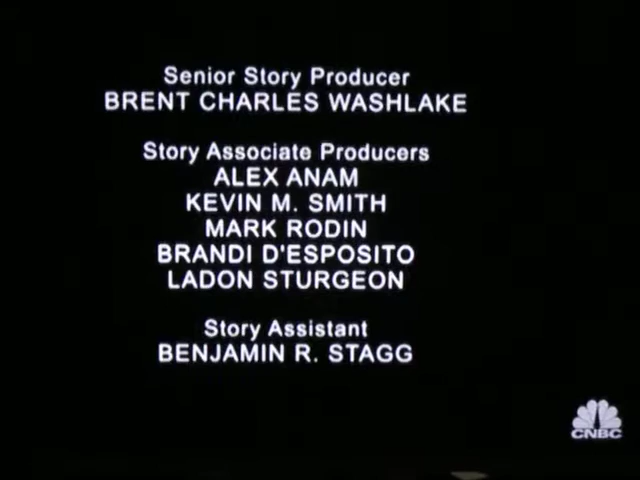 Senior Story Producer
BRENT CHARLES WASHLAKE
Story Associate Producers
ALEX ANAM
KEVIN M. SMITH
MARK RODIN
BRANDI D'ESPOSITO
LADON STURGEON
Story Assistant
BENJAMIN R. STAGG
CNBC